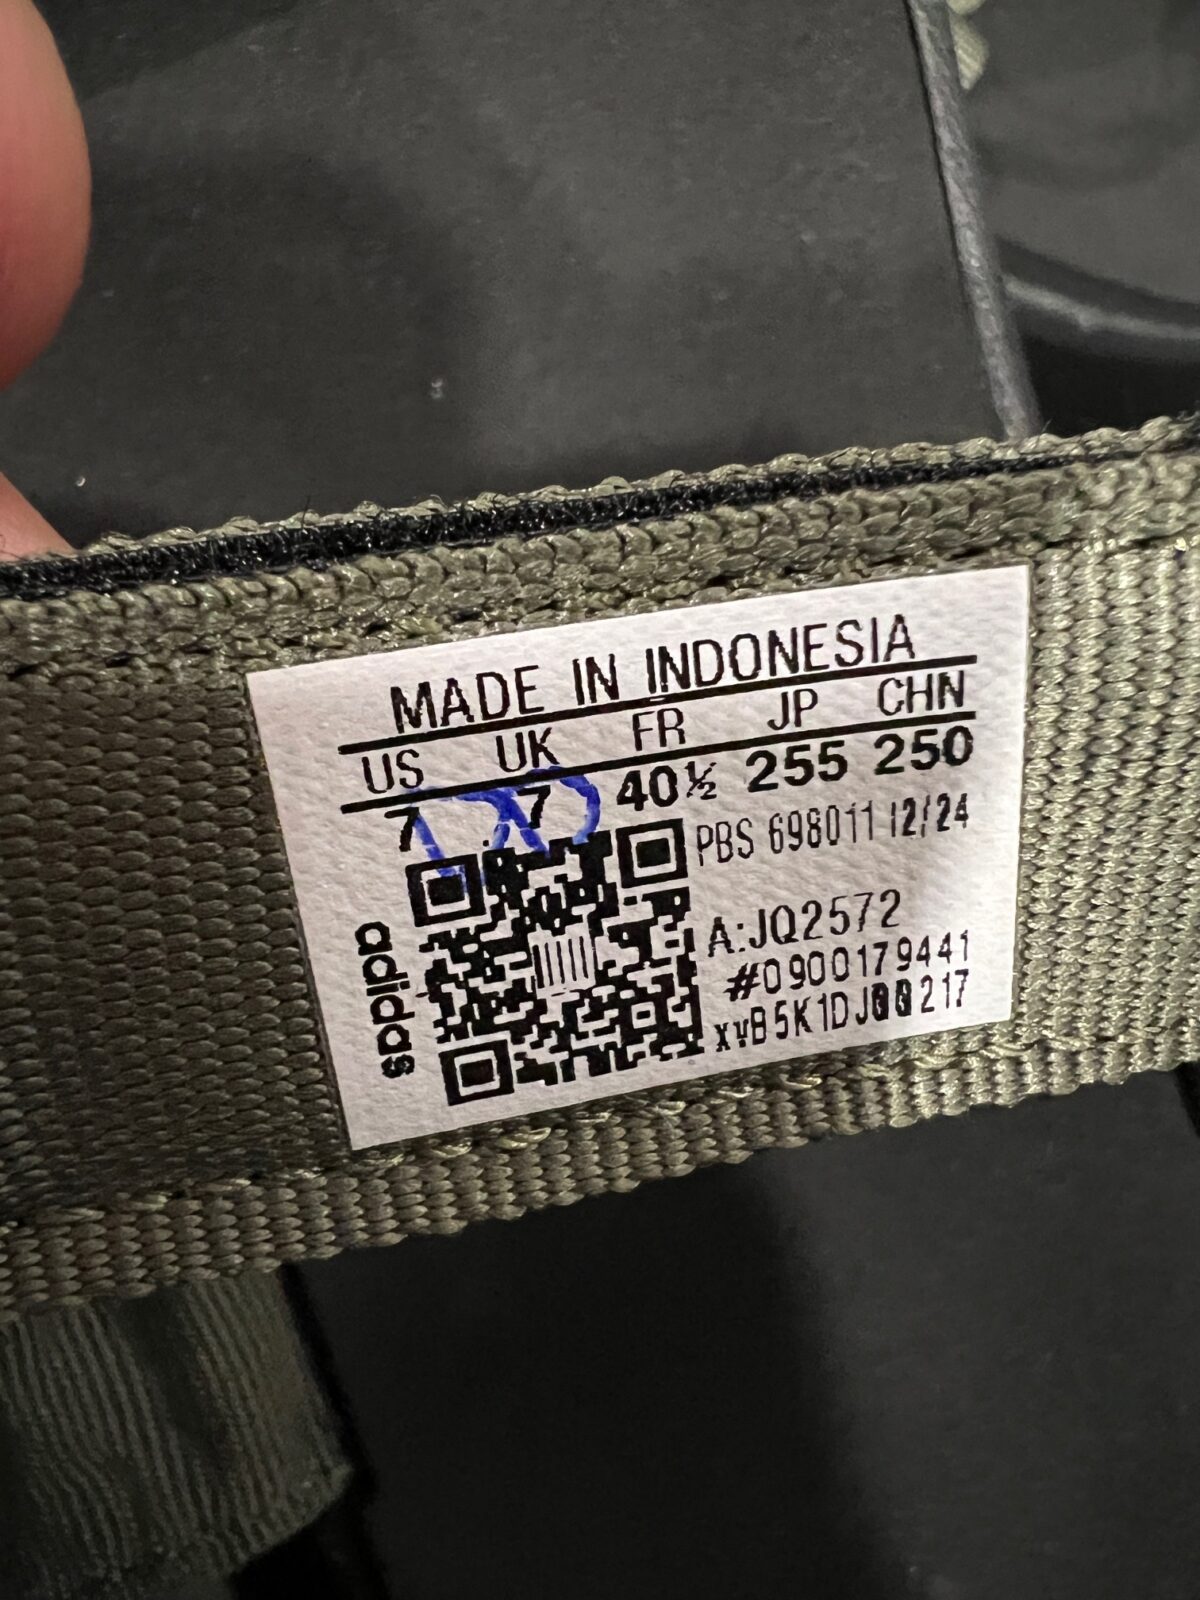 MADE IN INDONESIA
US UK FR JP CHN
7 7 40½ 255 250
PBS 698011 12/24
A:JQ2572
#0900179441
adidas